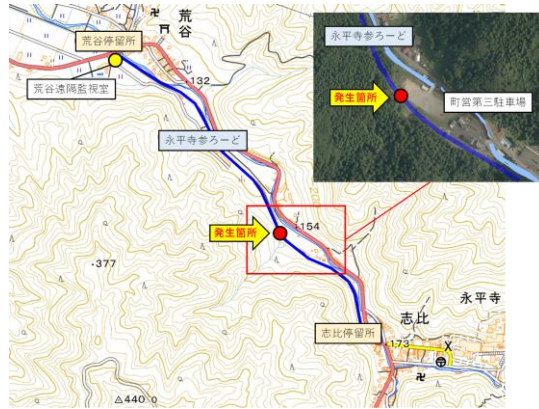 荒谷停留所
荒谷
荒谷遠隔監視室
132
永平寺参ろーど
発生箇所
154
377
志比停留所
志比
永平寺
173
440.0
永平寺参ろーど
発生箇所
町営第三駐車場